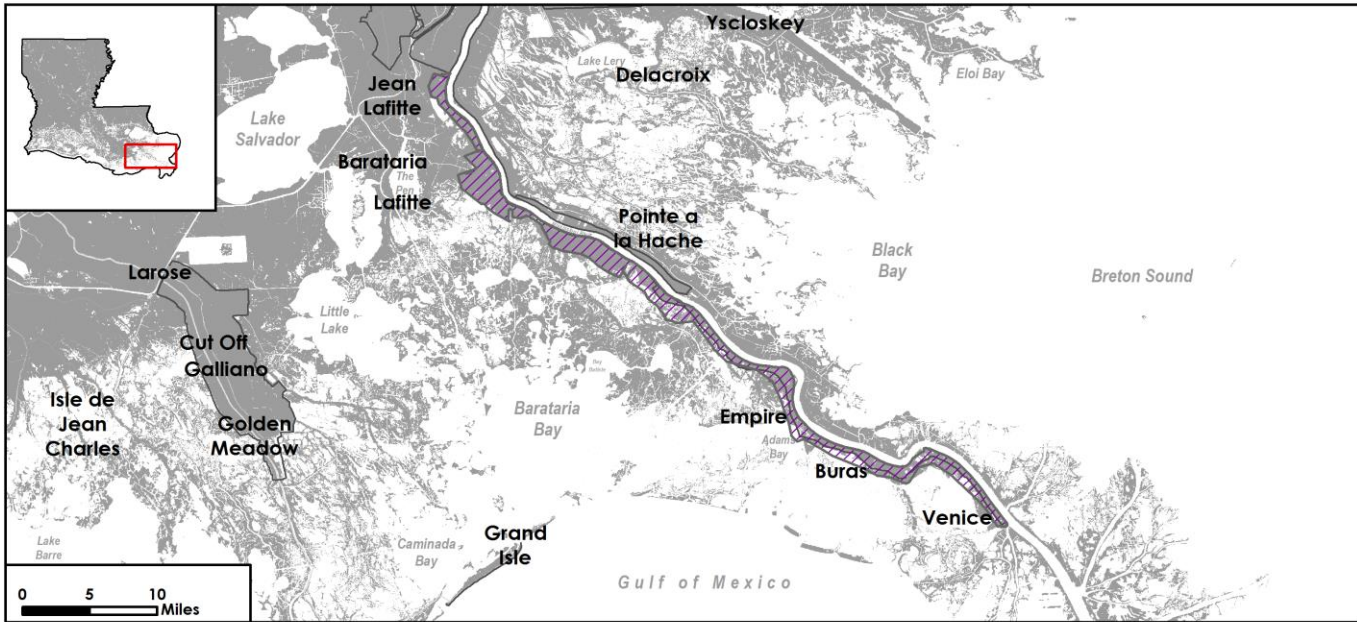 Yscloskey
Lake Lery
Delacroix
Eloi Bay
Jean
Lafitte
Lake
Salvador
Barataria
The
Pen
Lafitte
Pointe a
la Hache
Black
Bay
Breton Sound
Larose
Little
Lake
Cut Off
Galliano
Bay
Batiste
Isle de
Jean
Charles
Golden
Meadow
Barataria
Bay
Empire
Adams
Bay
Buras
Venice
Lake
Barre
Caminada
Bay
Grand
Isle
Gulf of Mexico
0 5 10
Miles